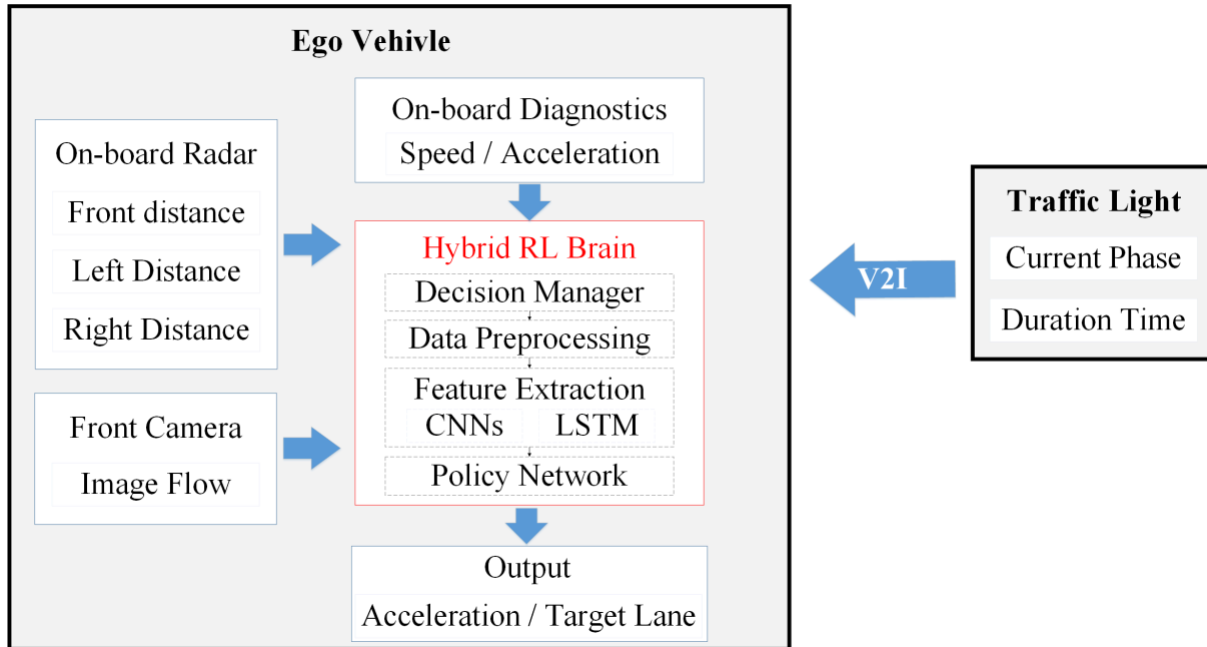 Ego Vehivle
On-board Diagnostics
Speed / Acceleration
On-board Radar
Front distance
Left Distance
Right Distance
Front Camera
Image Flow
Hybrid RL Brain
Decision Manager
Data Preprocessing
Feature Extraction
CNNs LSTM
Policy Network
Output
Acceleration / Target Lane
V2I
Traffic Light
Current Phase
Duration Time